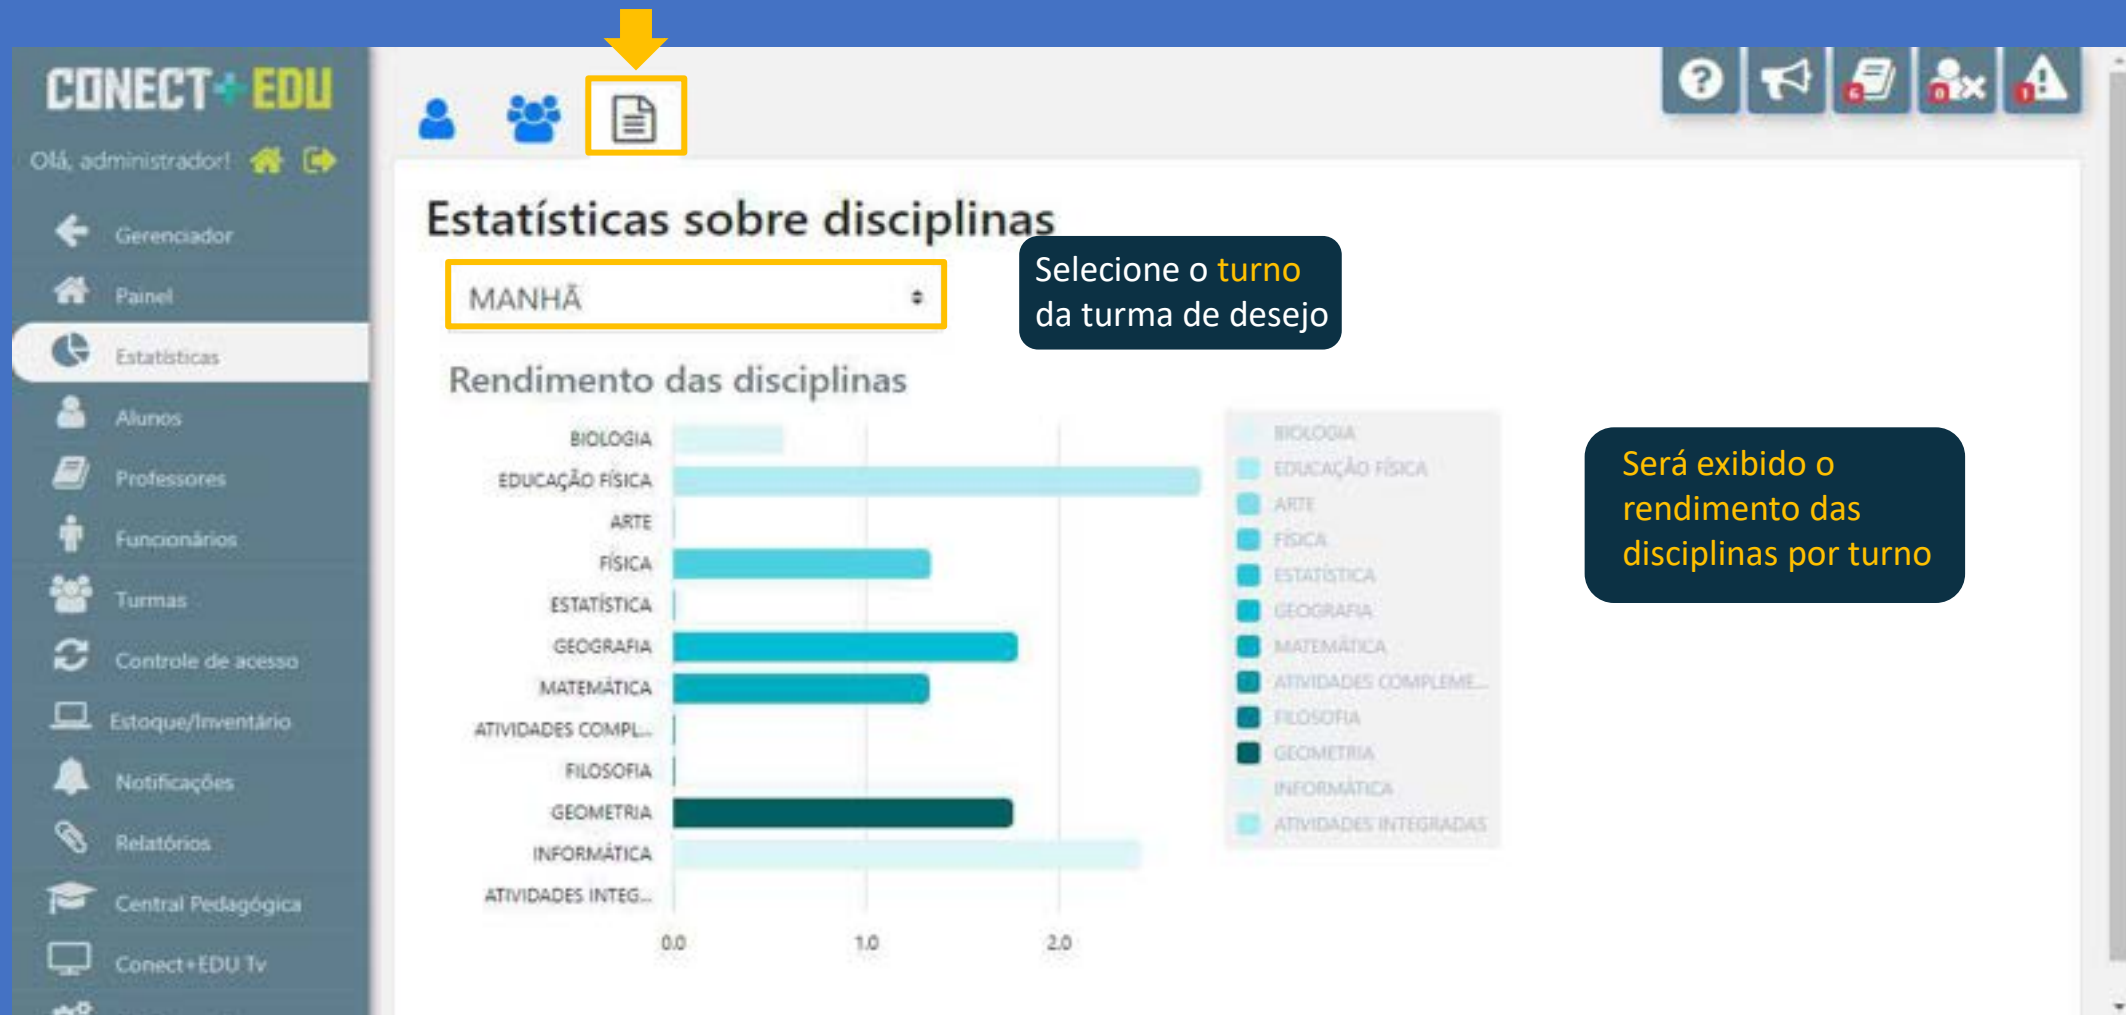 CONECT+EDU
Olá, administrador!
Gerenciador
Painel
Estatísticas
Alunos
Professores
Funcionários
Turmas
Controle de acesso
Estoque/Inventário
Notificações
Relatórios
Central Pedagógica
Conect+EDU Tv
6
0
1
Estatísticas sobre disciplinas
MANHÃ
Selecione o turno
da turma de desejo
Rendimento das disciplinas
BIOLOGIA
EDUCAÇÃO FÍSICA
ARTE
FÍSICA
ESTATÍSTICA
GEOGRAFIA
MATEMÁTICA
ATIVIDADES COMPL...
FILOSOFIA
GEOMETRIA
INFORMÁTICA
ATIVIDADES INTEG...
0.0 1.0 2.0
BIOLOGIA
EDUCAÇÃO FÍSICA
ARTE
FÍSICA
ESTATÍSTICA
GEOGRAFIA
MATEMÁTICA
ATIVIDADES COMPLEME...
FILOSOFIA
GEOMETRIA
INFORMÁTICA
ATIVIDADES INTEGRADAS
Será exibido o
rendimento das
disciplinas por turno